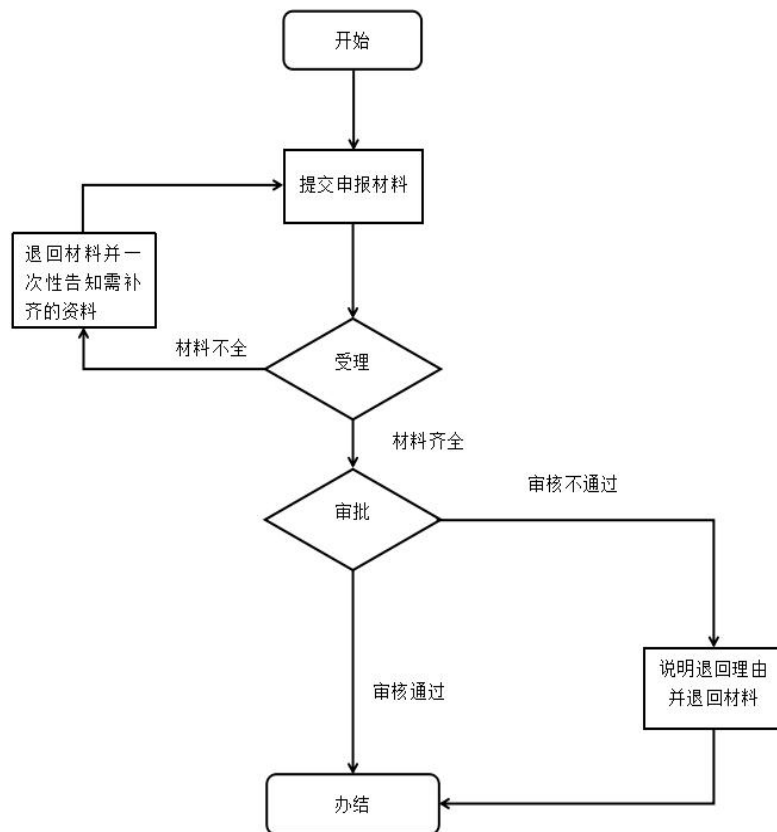 开始
提交申报材料
退回材料并一
次性告知需补
齐的资料
材料不全
受理
材料齐全
审批
审核不通过
说明退回理由
并退回材料
审核通过
办结